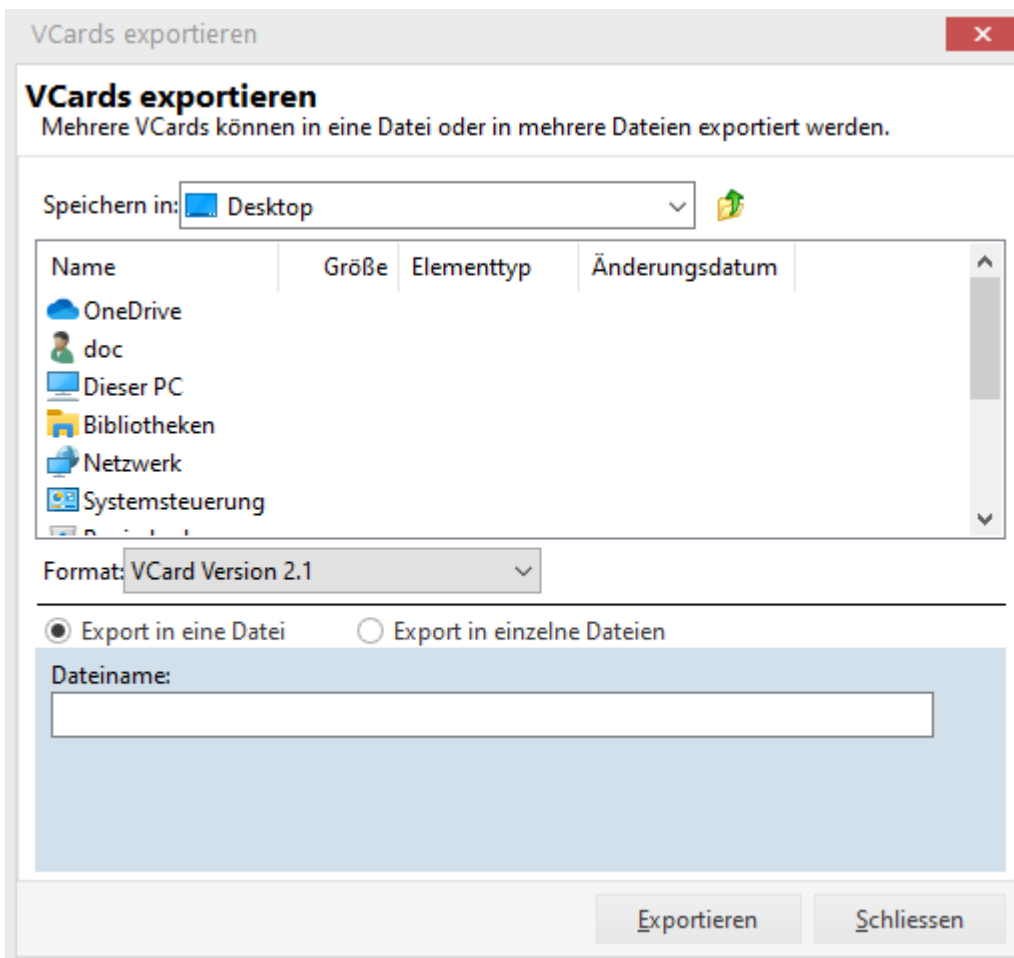 VCards exportieren
VCards exportieren
Mehrere VCards können in eine Datei oder in mehrere Dateien exportiert werden.
Speichern in: Desktop
Name Größe Elementtyp Änderungsdatum
OneDrive
doc
Dieser PC
Bibliotheken
Netzwerk
Systemsteuerung
Format: VCard Version 2.1
Export in eine Datei Export in einzelne Dateien
Dateiname:
Exportieren Schliessen